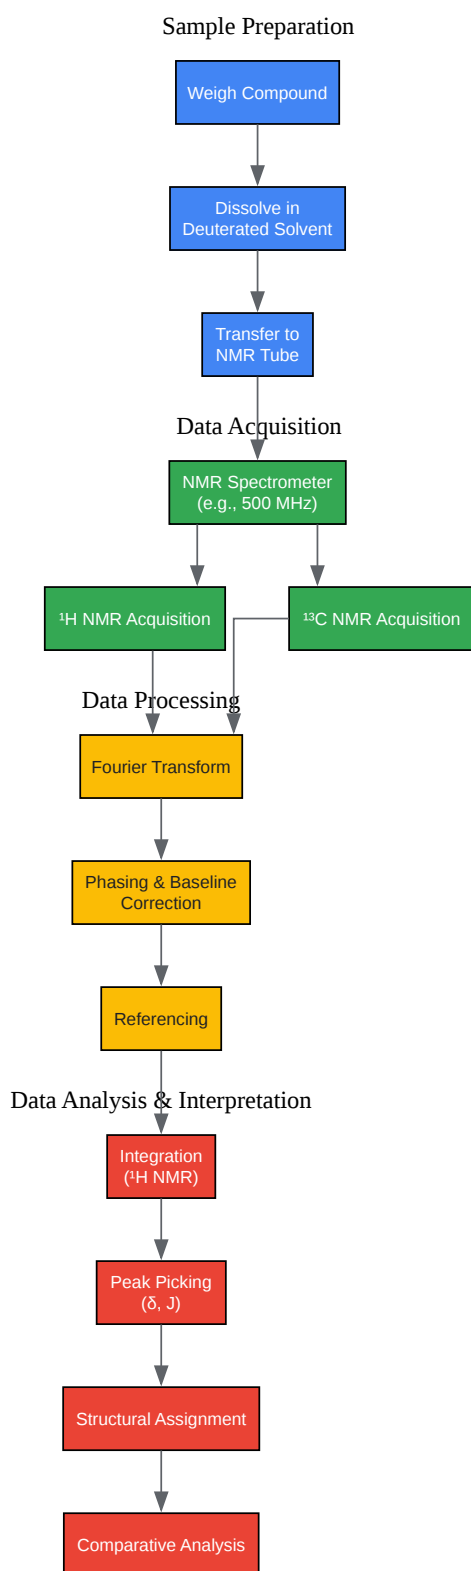 Sample Preparation
Weigh Compound
Dissolve in
Deuterated Solvent
Transfer to
NMR Tube
Data Acquisition
NMR Spectrometer
(e.g., 500 MHz)
¹H NMR Acquisition
¹³C NMR Acquisition
Data Processing
Fourier Transform
Phasing & Baseline
Correction
Referencing
Data Analysis & Interpretation
Integration
(¹H NMR)
Peak Picking
(δ, J)
Structural Assignment
Comparative Analysis